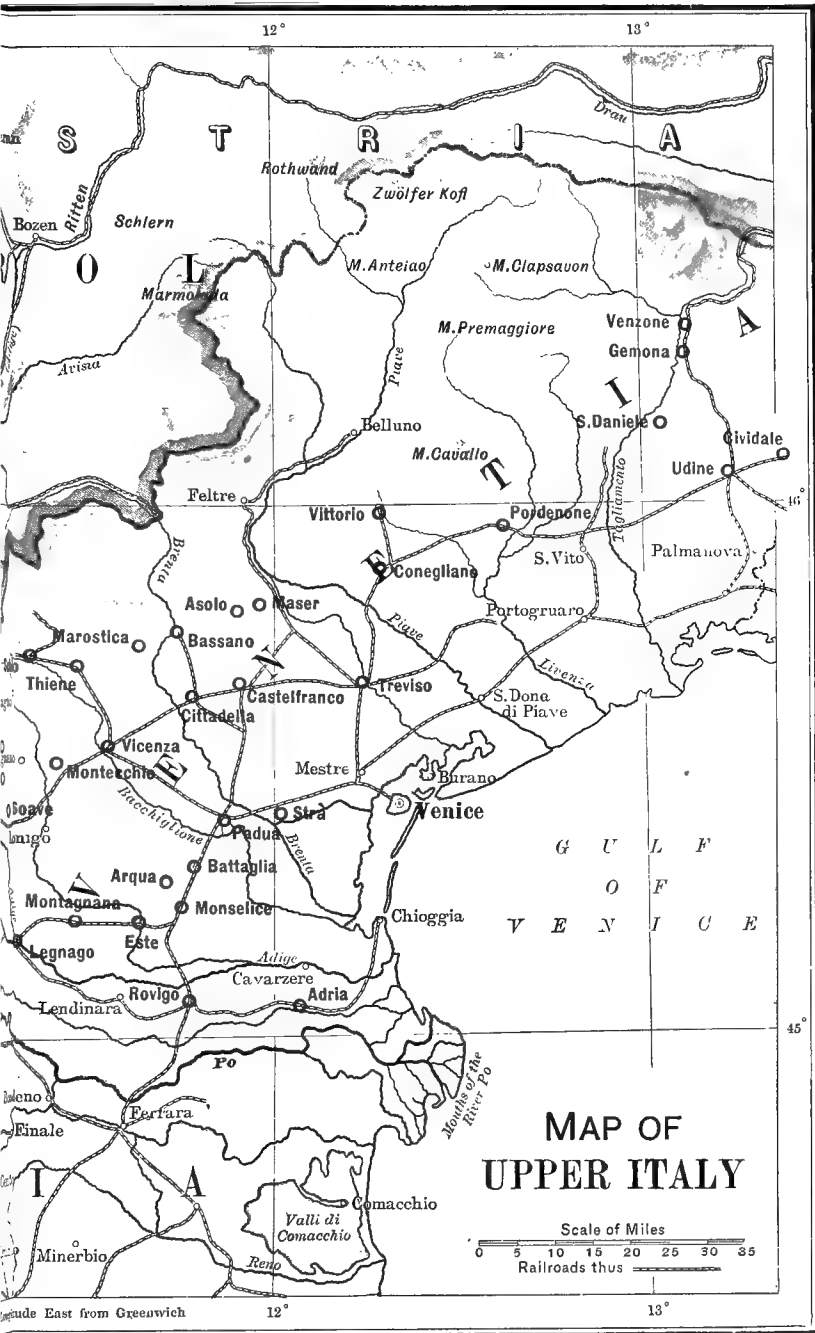 12°
13°
Drau
S T R I A
Rothwand
Ritten
Zwölfer Kofl
Bozen
Schlern
O L
M.Anteiao
M.Clapsavon
Marmolada
Venzone
A
M.Premaggiore
Gemona
Avisia
Piave
I
S.Daniele
Belluno
Cividale
M.Cavallo
Udine
T
Feltre
46°
Vittorio
Pordenone
Tagliamento
Brenta
S.Vito
Palmanova
E
Conegliano
Asolo
Maser
Portogruaro
Marostica
Bassano
Piave
N
Livenza
Thiene
Castelfranco
Treviso
S.Dona
di Piave
Cittadella
Vicenza
Mestre
Burano
Montecchio
E
Bacchiglione
Soave
Venice
Strà
Padua
Brenta
GULF
OF
VENICE
Battaglia
Arqua
V
Montagnana
Monselice
Chioggia
Este
Legnago
Adige
Cavarzere
Rovigo
Adria
Lendinara
45°
Po
Mouths of the
River Po
Ferrara
Finale
MAP OF
UPPER ITALY
I A
Comacchio
Valli di
Comacchio
Scale of Miles
0 5 10 15 20 25 30 35
Railroads thus
Minerbio
Reno
East from Greenwich
12°
13°